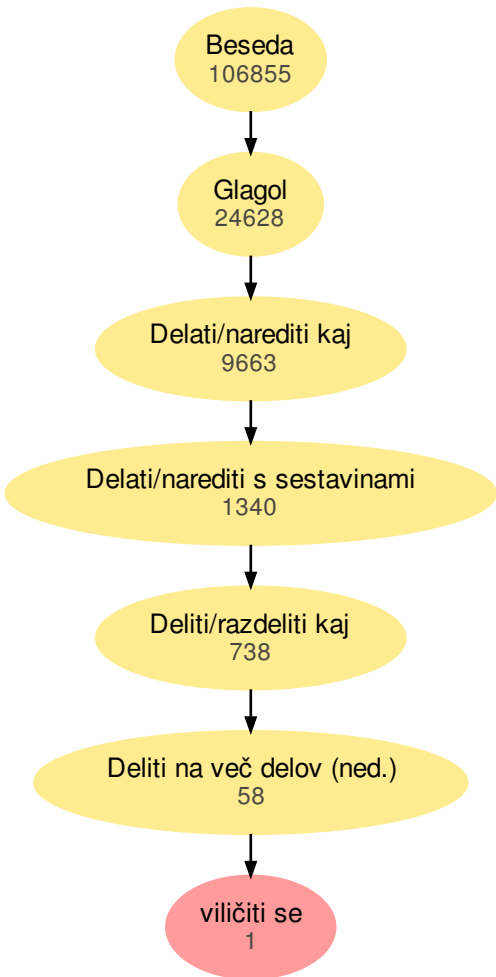 Beseda
106855
Glagol
24628
Delati/narediti kaj
9663
Delati/narediti s sestavinami
1340
Deliti/razdeliti kaj
738
Deliti na več delov (ned.)
58
viličiti se
1